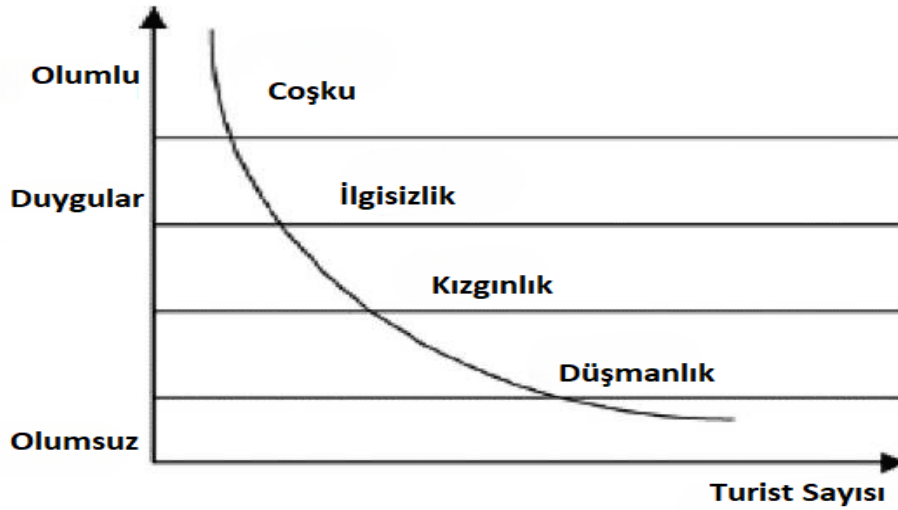 Olumlu
Coşku
Duygular
İlgisizlik
Kızgınlık
Düşmanlık
Olumsuz
Turist Sayısı